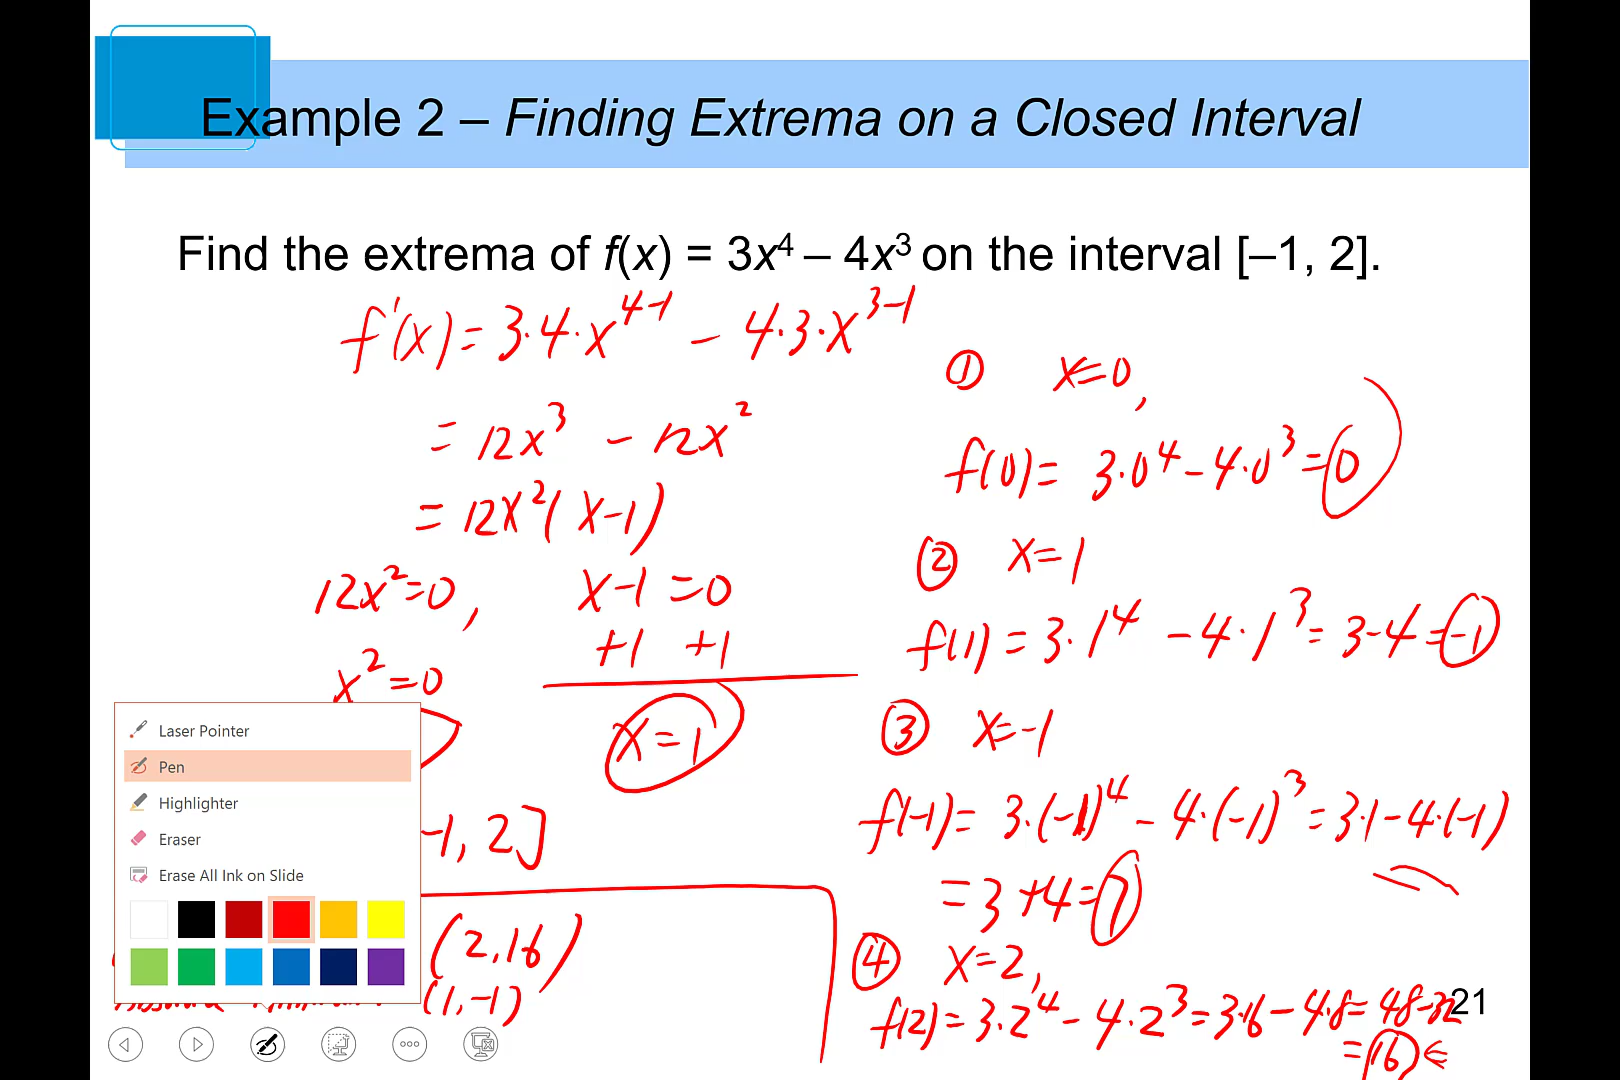 Example 2 – Finding Extrema on a Closed Interval
Find the extrema of f(x) = 3x⁴ – 4x³ on the interval [–1, 2].
f'(x) = 3·4·x⁴⁻¹ – 4·3·x³⁻¹
= 12x³ – 12x²
= 12x²(x–1)
12x²=0, x–1=0
+1 +1
x²=0
x=1
-1, 2]
(2,16)
(1,-1)
① x=0,
f(0)= 3·0⁴–4·0³=0
② x=1
f(1)=3·1⁴–4·1³=3-4=-1
③ x=-1
f(-1)= 3·(-1)⁴–4·(-1)³=3·1–4·(-1)
=3+4=7
④ x=2,
f(2)=3·2⁴–4·2³=3·16–4·8=48-32
=16 ←
21
Laser Pointer
Pen
Highlighter
Eraser
Erase All Ink on Slide